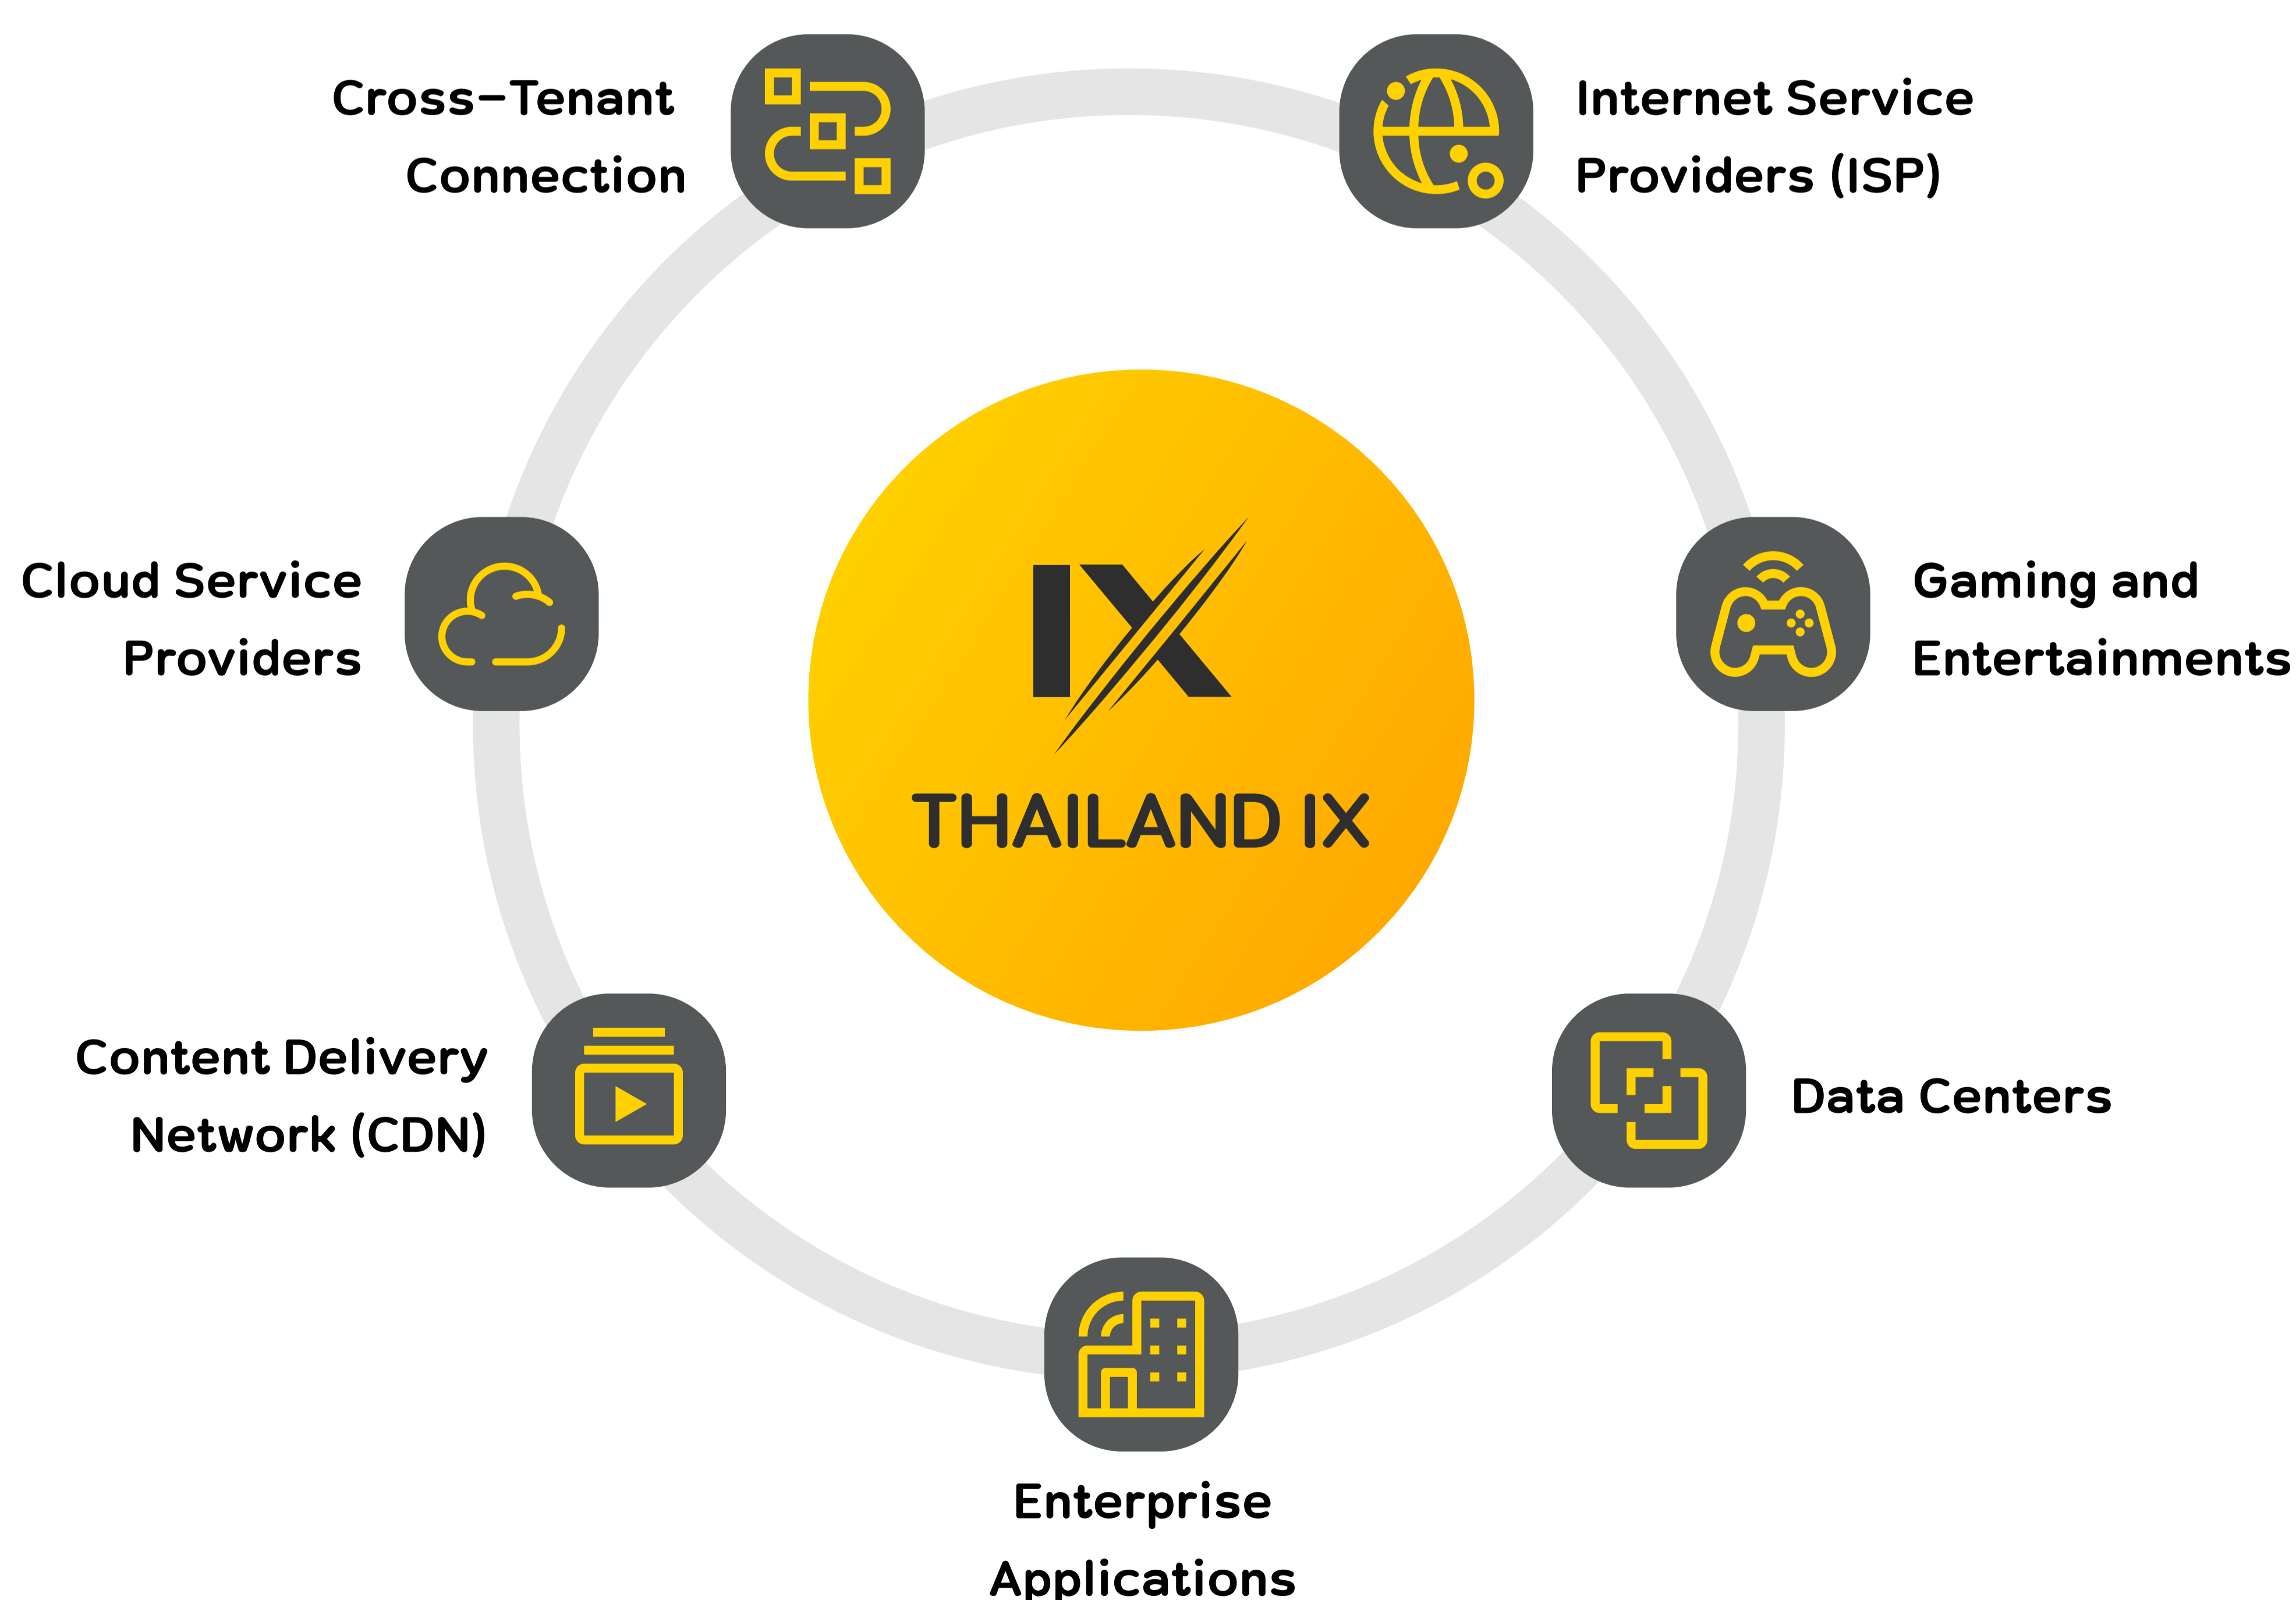 Cross-Tenant
Connection
Internet Service
Providers (ISP)
Cloud Service
Providers
Gaming and
Entertainments
IX
THAILAND IX
Content Delivery
Network (CDN)
Data Centers
Enterprise
Applications